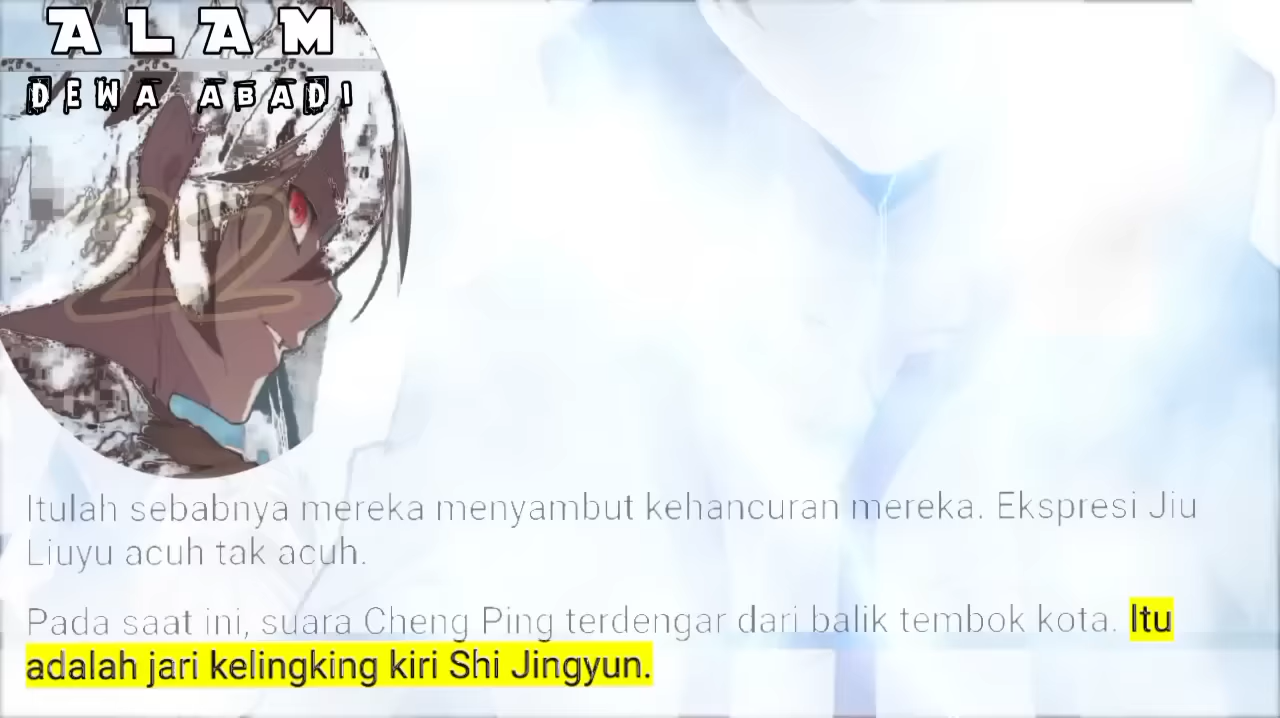 ALAM
DEWA ABADI
212
Itulah sebabnya mereka menyambut kehancuran mereka. Ekspresi Jiu
Liuyu acuh tak acuh.
Pada saat ini, suara Cheng Ping terdengar dari balik tembok kota. Itu
adalah jari kelingking kiri Shi Jingyun.